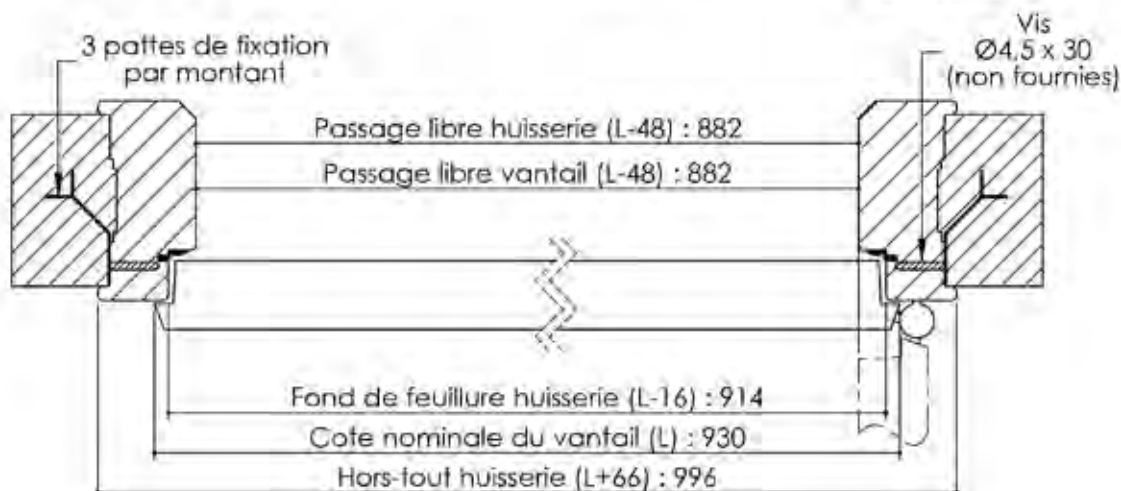 3 pattes de fixation
par montant
Vis
Ø4,5 x 30
(non fournies)
Passage libre huisserie (L-48) : 882
Passage libre vantail (L-48) : 882
Fond de feuillure huisserie (L-16) : 914
Cote nominale du vantail (L) : 930
Hors-tout huisserie (L+66) : 996